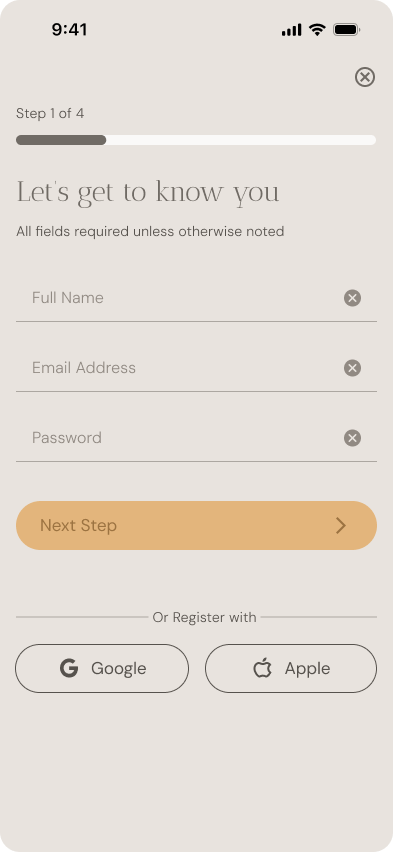 9:41
Step 1 of 4
Let's get to know you
All fields required unless otherwise noted
Full Name
Email Address
Password
Next Step
Or Register with
Google
Apple